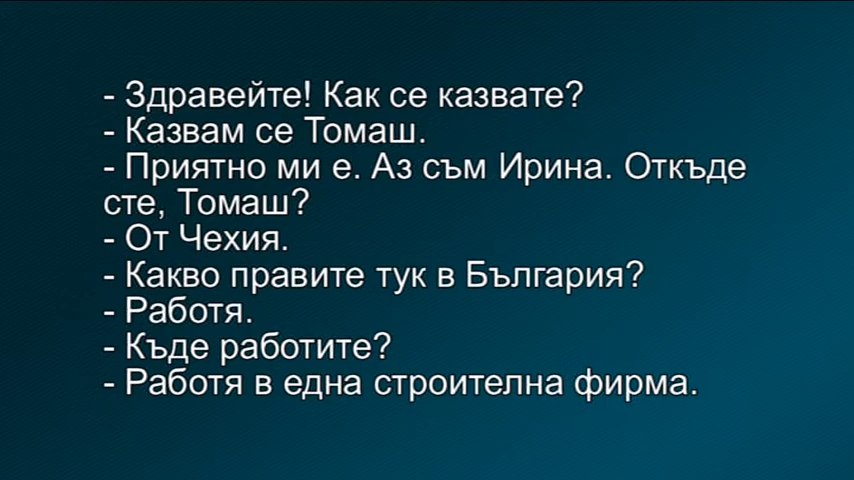 - Здравейте! Как се казвате?
- Казвам се Томаш.
- Приятно ми е. Аз съм Ирина. Откъде
сте, Томаш?
- От Чехия.
- Какво правите тук в България?
- Работя.
- Къде работите?
- Работя в една строителна фирма.